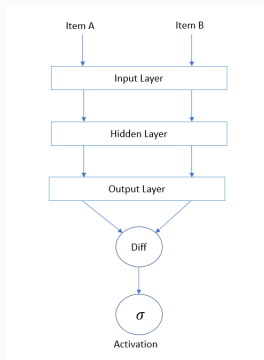 Item A Item B
Input Layer
Hidden Layer
Output Layer
Diff
σ
Activation